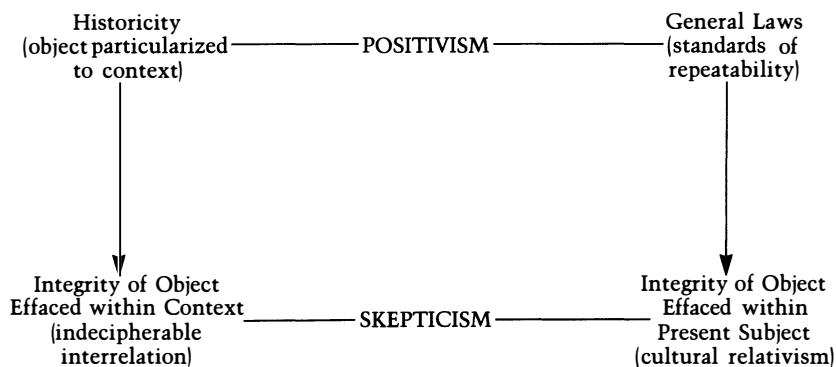 Historicity
(object particularized
to context)
POSITIVISM
General Laws
(standards of
repeatability)
Integrity of Object
Effaced within Context
(indecipherable
interrelation)
SKEPTICISM
Integrity of Object
Effaced within
Present Subject
(cultural relativism)